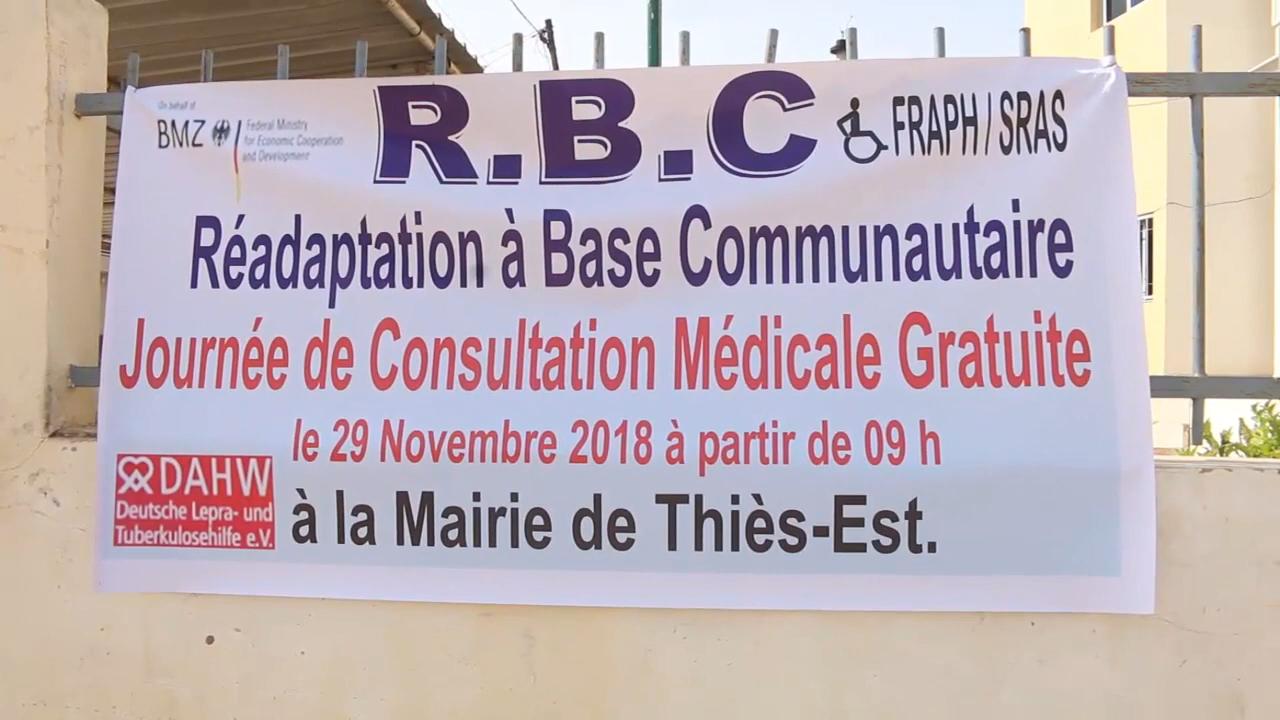 On behalf of
BMZ
Federal Ministry
for Economic Cooperation
and Development
R.B.C
FRAPH / SRAS
Réadaptation à Base Communautaire
Journée de Consultation Médicale Gratuite
le 29 Novembre 2018 à partir de 09 h
à la Mairie de Thiès-Est.
DAHW
Deutsche Lepra- und
Tuberkulosehilfe e.V.